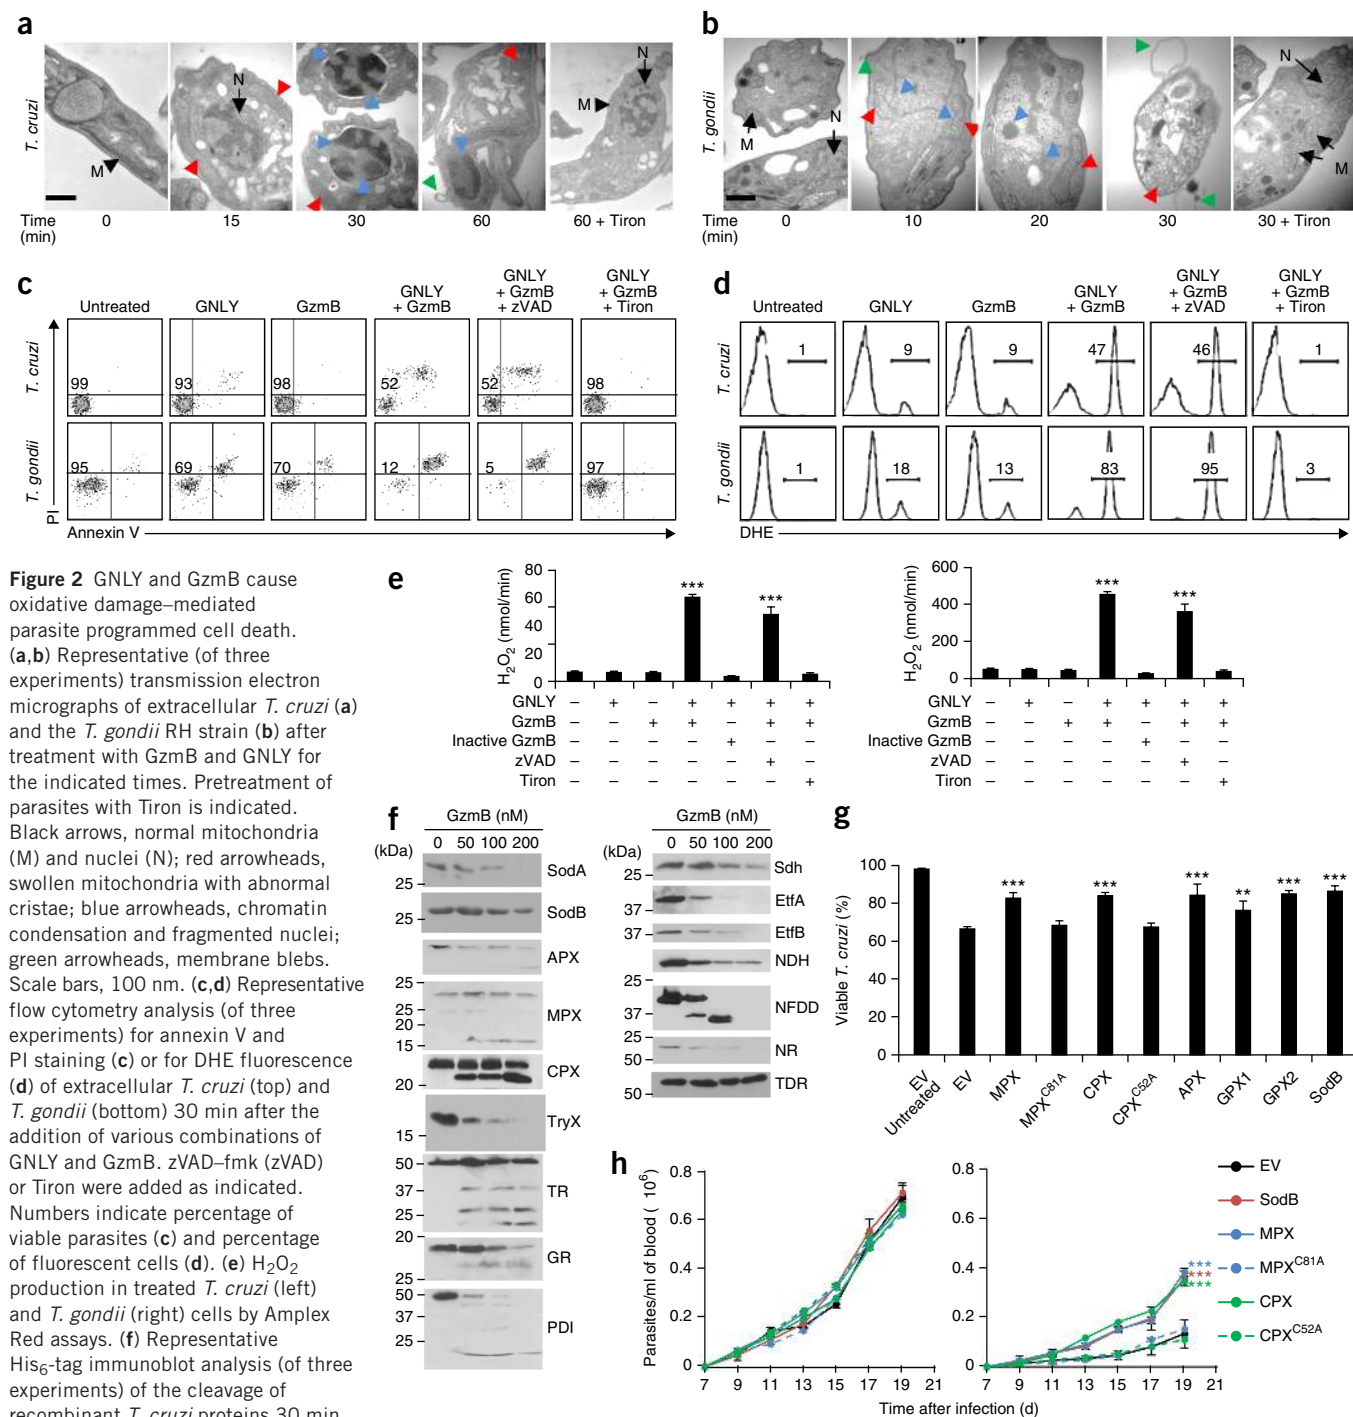 a
T. cruzi
N
M
N
M
Time (min)
0
15
30
60
60 + Tiron
b
T. gondii
N
M
N
M
Time (min)
0
10
20
30
30 + Tiron
c
Untreated
GNLY
GzmB
GNLY + GzmB
GNLY + GzmB + zVAD
GNLY + GzmB + Tiron
T. cruzi
99
93
98
52
52
98
T. gondii
95
69
70
12
5
97
PI
Annexin V
d
Untreated
GNLY
GzmB
GNLY + GzmB
GNLY + GzmB + zVAD
GNLY + GzmB + Tiron
T. cruzi
1
9
9
47
46
1
T. gondii
1
18
13
83
95
3
DHE
Figure 2 GNLY and GzmB cause
oxidative damage–mediated
parasite programmed cell death.
(a,b) Representative (of three
experiments) transmission electron
micrographs of extracellular T. cruzi (a)
and the T. gondii RH strain (b) after
treatment with GzmB and GNLY for
the indicated times. Pretreatment of
parasites with Tiron is indicated.
Black arrows, normal mitochondria
(M) and nuclei (N); red arrowheads,
swollen mitochondria with abnormal
cristae; blue arrowheads, chromatin
condensation and fragmented nuclei;
green arrowheads, membrane blebs.
Scale bars, 100 nm. (c,d) Representative
flow cytometry analysis (of three
experiments) for annexin V and
PI staining (c) or for DHE fluorescence
(d) of extracellular T. cruzi (top) and
T. gondii (bottom) 30 min after the
addition of various combinations of
GNLY and GzmB. zVAD–fmk (zVAD)
or Tiron were added as indicated.
Numbers indicate percentage of
viable parasites (c) and percentage
of fluorescent cells (d). (e) H2O2
production in treated T. cruzi (left)
and T. gondii (right) cells by Amplex
Red assays. (f) Representative
His6-tag immunoblot analysis (of three
experiments) of the cleavage of
recombinant T. cruzi proteins 30 min
e
H2O2 (nmol/min)
80
60
40
20
0
*** ***
GNLY – + – + + + +
GzmB – – + + – + +
Inactive GzmB – – – – + – –
zVAD – – – – – + –
Tiron – – – – – – +
H2O2 (nmol/min)
600
400
200
0
*** ***
GNLY – + – + + + +
GzmB – – + + – + +
Inactive GzmB – – – – + – –
zVAD – – – – – + –
Tiron – – – – – – +
f
GzmB (nM)
0 50 100 200
(kDa)
25 SodA
25 SodB
APX
25
25
20
15
MPX
20 CPX
15 TryX
50
37
25
20
TR
25 GR
50
37
25
PDI
GzmB (nM)
0 50 100 200
(kDa)
25 Sdh
37 EtfA
37 EtfB
25 NDH
37
25
NFDD
50 NR
50 TDR
g
Viable T. cruzi (%)
100
80
60
40
20
0
*** *** *** ** *** ***
EV Untreated
EV
MPX
MPX^C81A
CPX
CPX^C52A
APX
GPX1
GPX2
SodB
h
Parasites/ml of blood ( 10^6)
0.8
0.6
0.4
0.2
0
7 9 11 13 15 17 19 21
0.8
0.6
0.4
0.2
0
7 9 11 13 15 17 19 21
***
***
***
Time after infection (d)
EV
SodB
MPX
MPX^C81A
CPX
CPX^C52A